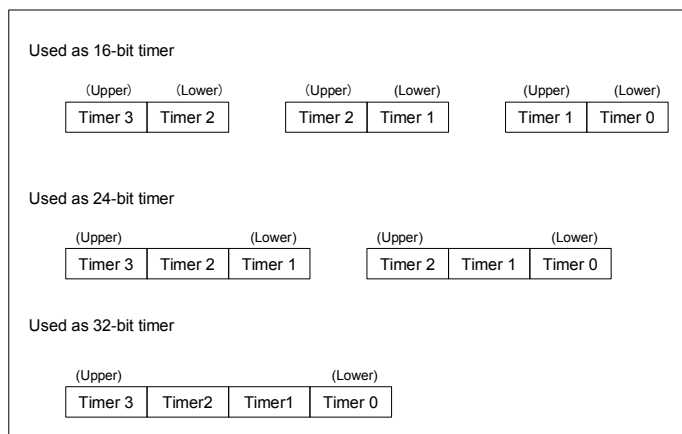 Used as 16-bit timer
（Upper） （Lower） （Upper） (Lower) (Upper) (Lower)
Timer 3 Timer 2 Timer 2 Timer 1 Timer 1 Timer 0
Used as 24-bit timer
(Upper) (Lower) (Upper) (Lower)
Timer 3 Timer 2 Timer 1 Timer 2 Timer 1 Timer 0
Used as 32-bit timer
(Upper) (Lower)
Timer 3 Timer2 Timer1 Timer 0